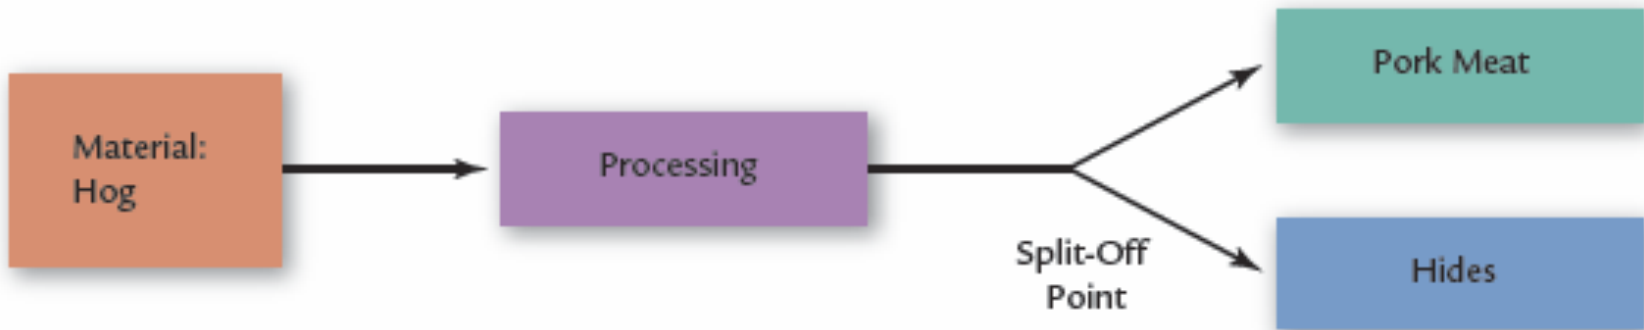 Material:
Hog
Processing
Split-Off
Point
Pork Meat
Hides